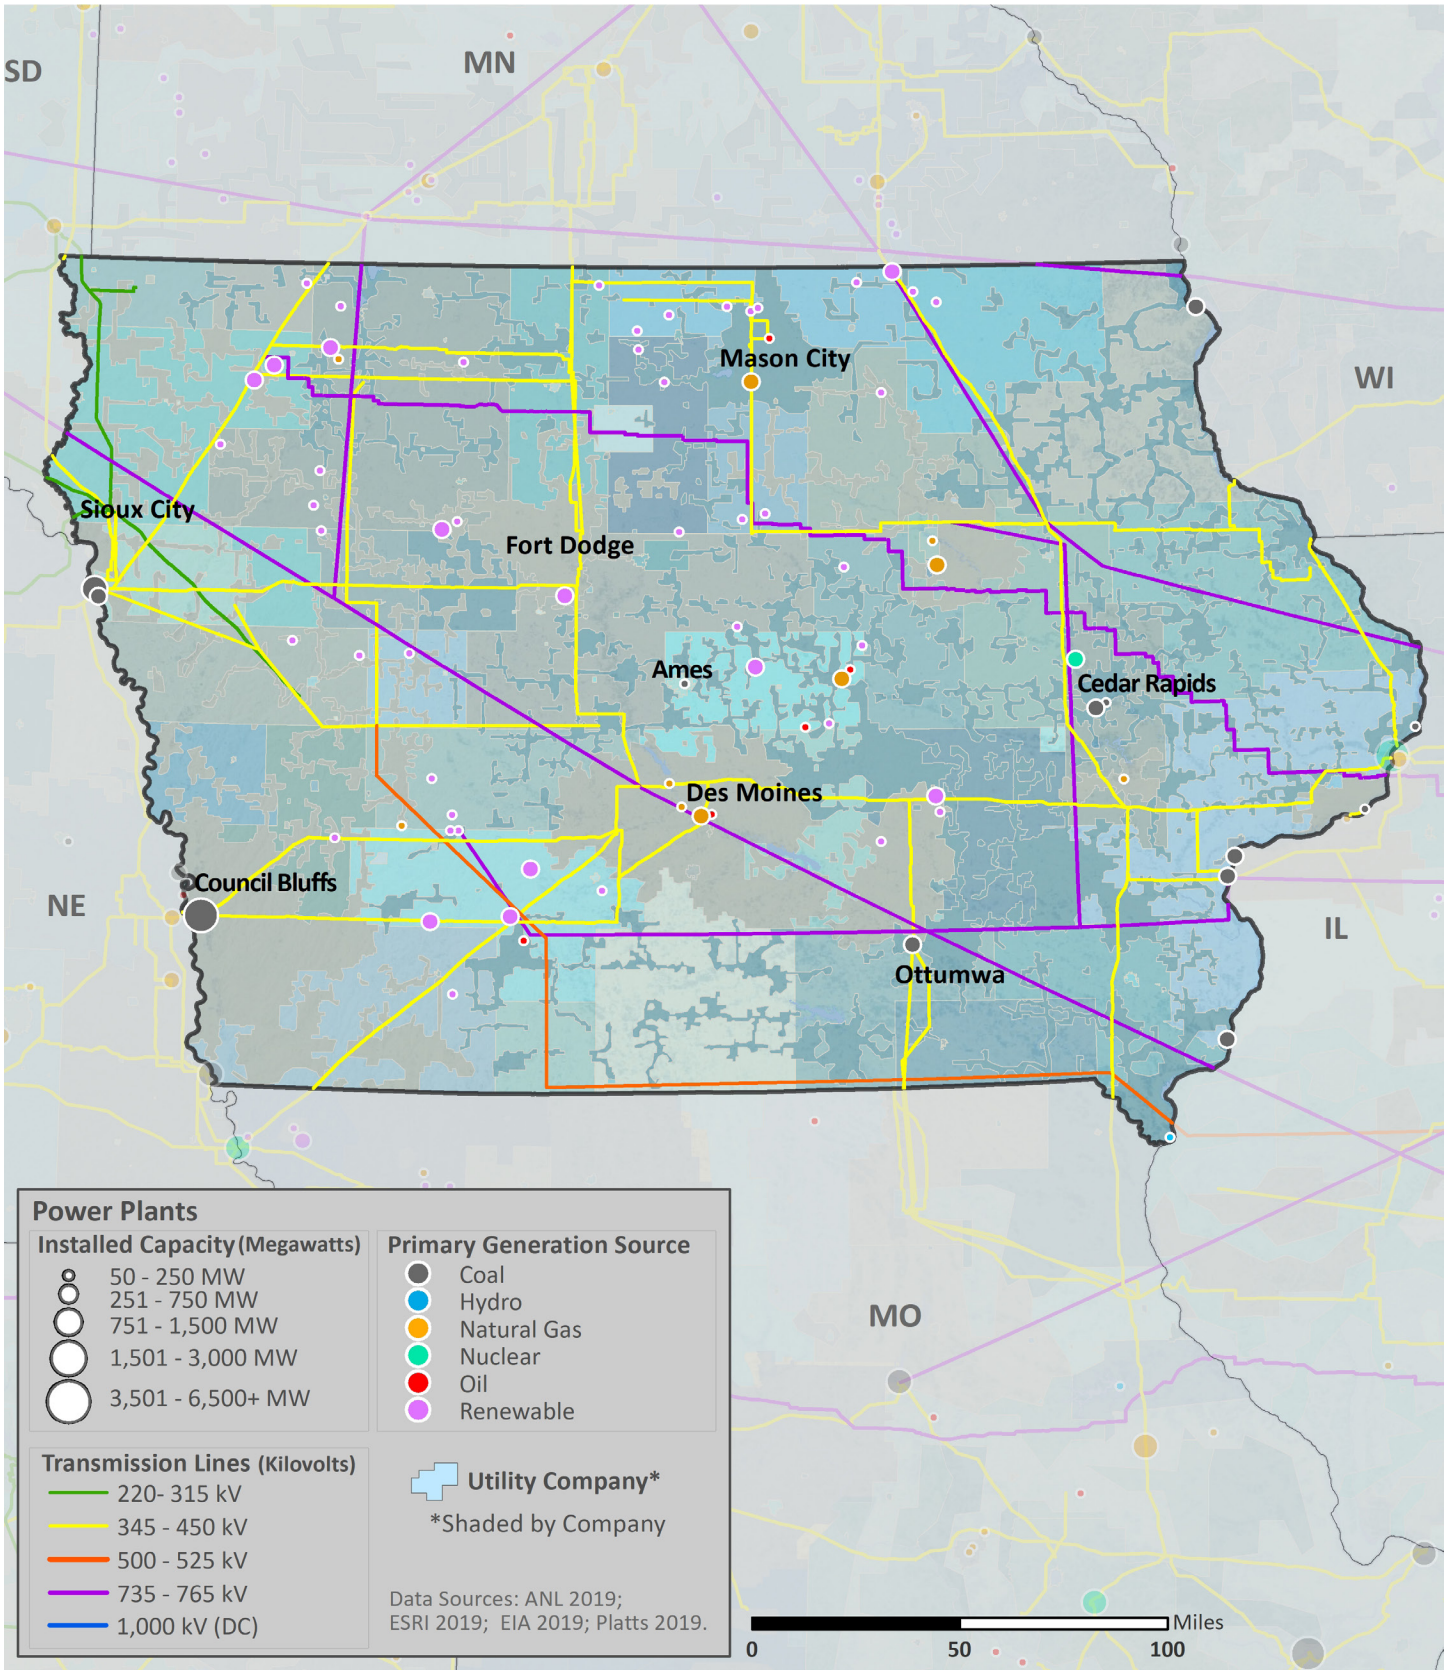 SD
MN
Mason City
WI
Sioux City
Fort Dodge
Ames
Cedar Rapids
Des Moines
Council Bluffs
NE
IL
Ottumwa
MO
Power Plants
Installed Capacity (Megawatts)
50 - 250 MW
251 - 750 MW
751 - 1,500 MW
1,501 - 3,000 MW
3,501 - 6,500+ MW
Primary Generation Source
Coal
Hydro
Natural Gas
Nuclear
Oil
Renewable
Transmission Lines (Kilovolts)
220- 315 kV
345 - 450 kV
500 - 525 kV
735 - 765 kV
1,000 kV (DC)
Utility Company*
*Shaded by Company
Data Sources: ANL 2019;
ESRI 2019; EIA 2019; Platts 2019.
Miles
0 50 100